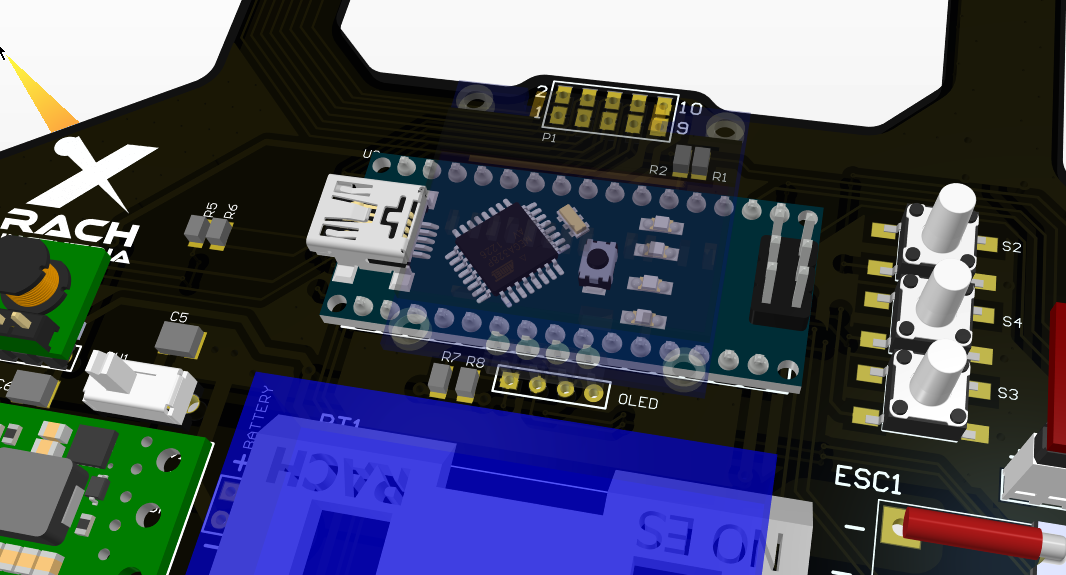 2
1
10
9
P1
R2
R1
R5
R6
RACH
S2
S4
S3
C5
R7 R8
OLED
BATTERY
BT1
+
RACH
NO ES
ESC1
-
-